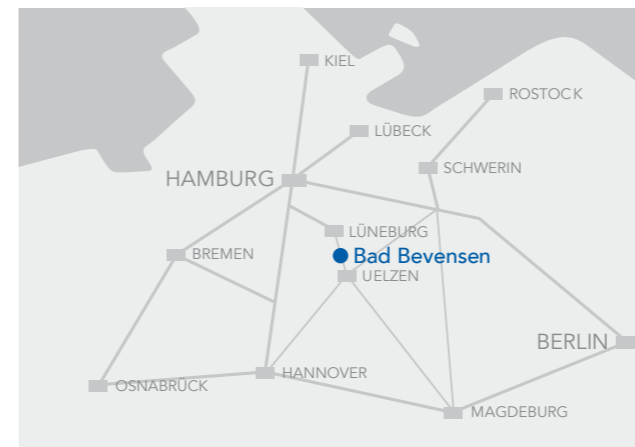 KIEL
ROSTOCK
LÜBECK
SCHWERIN
HAMBURG
LÜNEBURG
BREMEN
Bad Bevensen
UELZEN
BERLIN
HANNOVER
OSNABRÜCK
MAGDEBURG